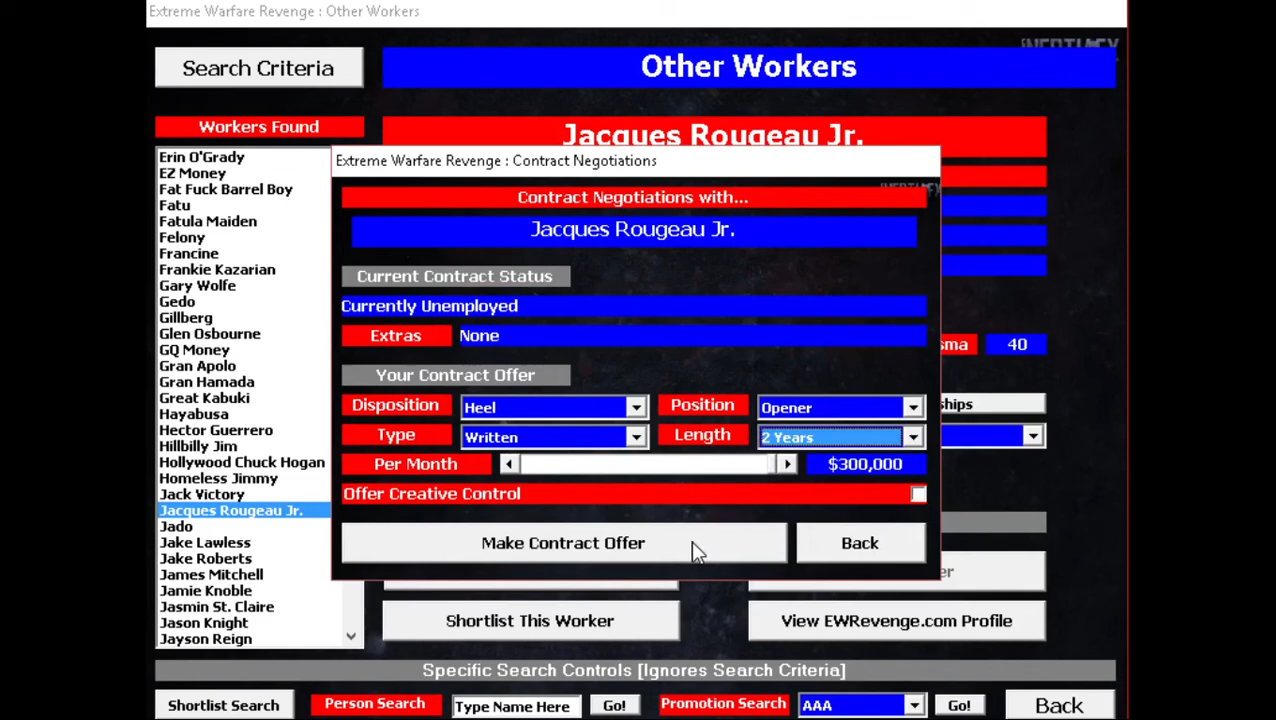 Extreme Warfare Revenge : Other Workers
Search Criteria
Other Workers
Workers Found
Jacques Rougeau Jr.
Erin O'Grady
EZ Money
Fat Fuck Barrel Boy
Fatu
Fatula Maiden
Felony
Francine
Frankie Kazarian
Gary Wolfe
Gedo
Gillberg
Glen Osbourne
GQ Money
Gran Apolo
Gran Hamada
Great Kabuki
Hayabusa
Hector Guerrero
Hillbilly Jim
Hollywood Chuck Hogan
Homeless Jimmy
Jack Victory
Jacques Rougeau Jr.
Jado
Jake Lawless
Jake Roberts
James Mitchell
Jamie Knoble
Jasmin St. Claire
Jason Knight
Jayson Reign
Extreme Warfare Revenge : Contract Negotiations
Contract Negotiations with...
Jacques Rougeau Jr.
Current Contract Status
Currently Unemployed
Extras None
Your Contract Offer
Disposition Heel Position Opener
Type Written Length 2 Years
Per Month $300,000
Offer Creative Control
Make Contract Offer Back
sma 40
ships
er
Shortlist This Worker View EWRevenge.com Profile
Specific Search Controls [Ignores Search Criteria]
Shortlist Search Person Search Type Name Here Go! Promotion Search AAA Go! Back